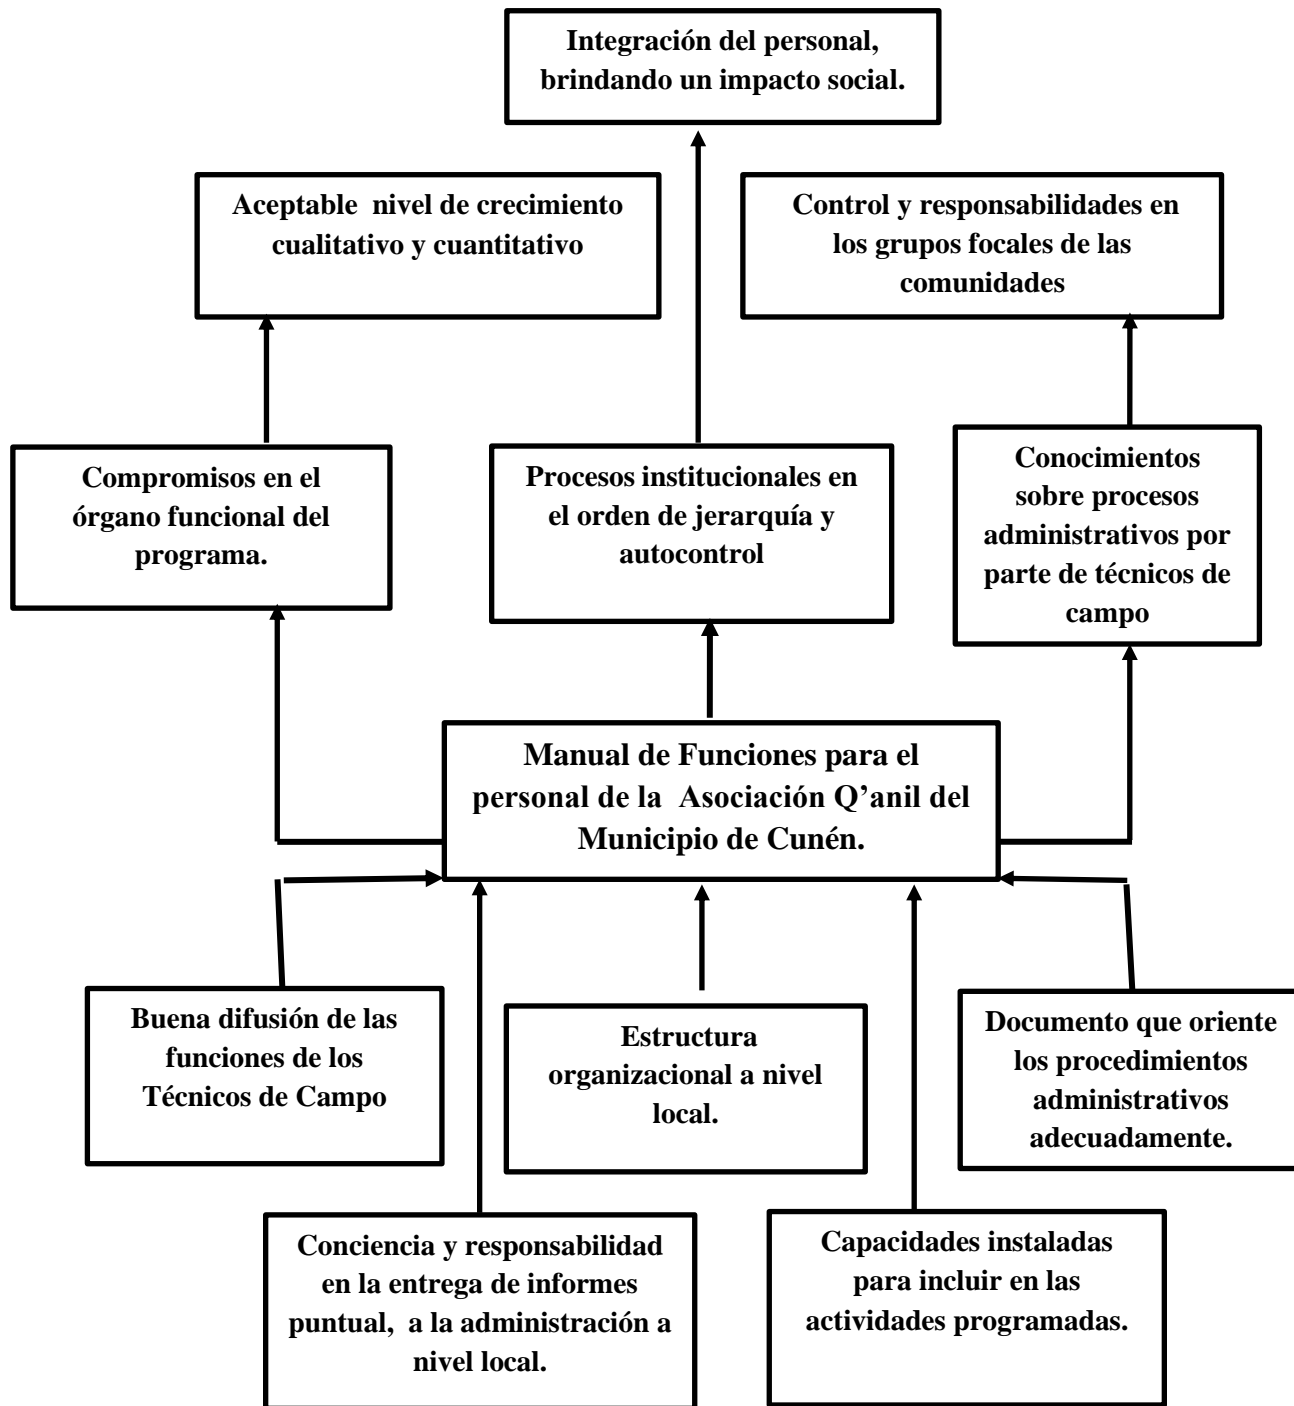 Integración del personal,
brindando un impacto social.
Aceptable  nivel de crecimiento
cualitativo y cuantitativo
Control y responsabilidades en
los grupos focales de las
comunidades
Compromisos en el
órgano funcional del
programa.
Procesos institucionales en
el orden de jerarquía y
autocontrol
Conocimientos
sobre procesos
administrativos por
parte de técnicos de
campo
Manual de Funciones para el
personal de la  Asociación Q’anil del
Municipio de Cunén.
Buena difusión de las
funciones de los
Técnicos de Campo
Estructura
organizacional a nivel
local.
Documento que oriente
los procedimientos
administrativos
adecuadamente.
Conciencia y responsabilidad
en la entrega de informes
puntual,  a la administración a
nivel local.
Capacidades instaladas
para incluir en las
actividades programadas.